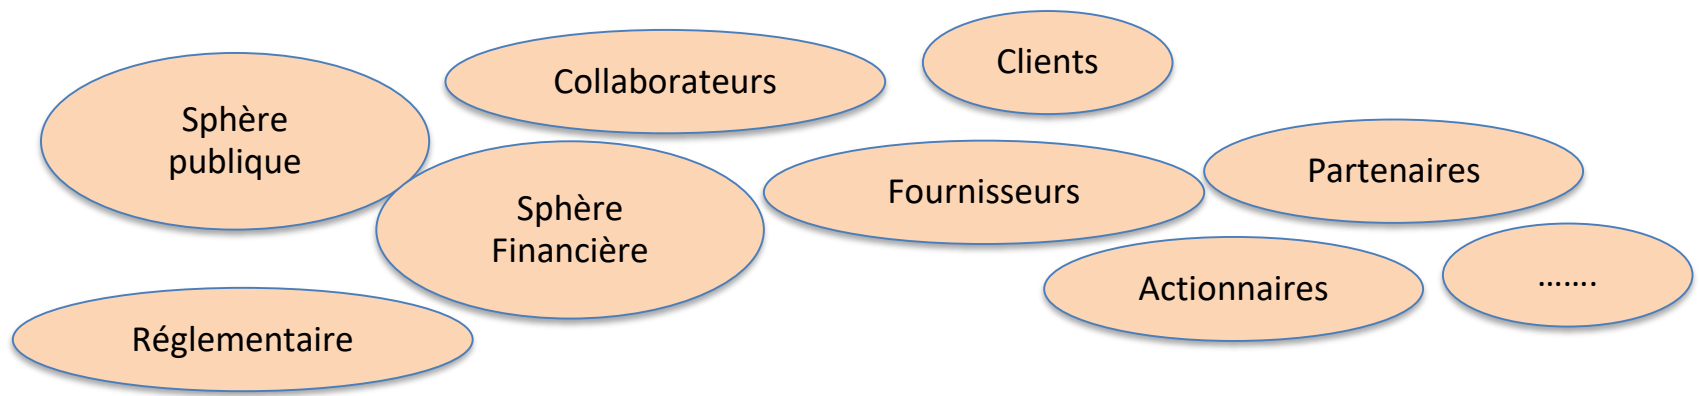 Clients
Collaborateurs
Sphère
publique
Partenaires
Fournisseurs
Sphère
Financière
Actionnaires
.......
Réglementaire